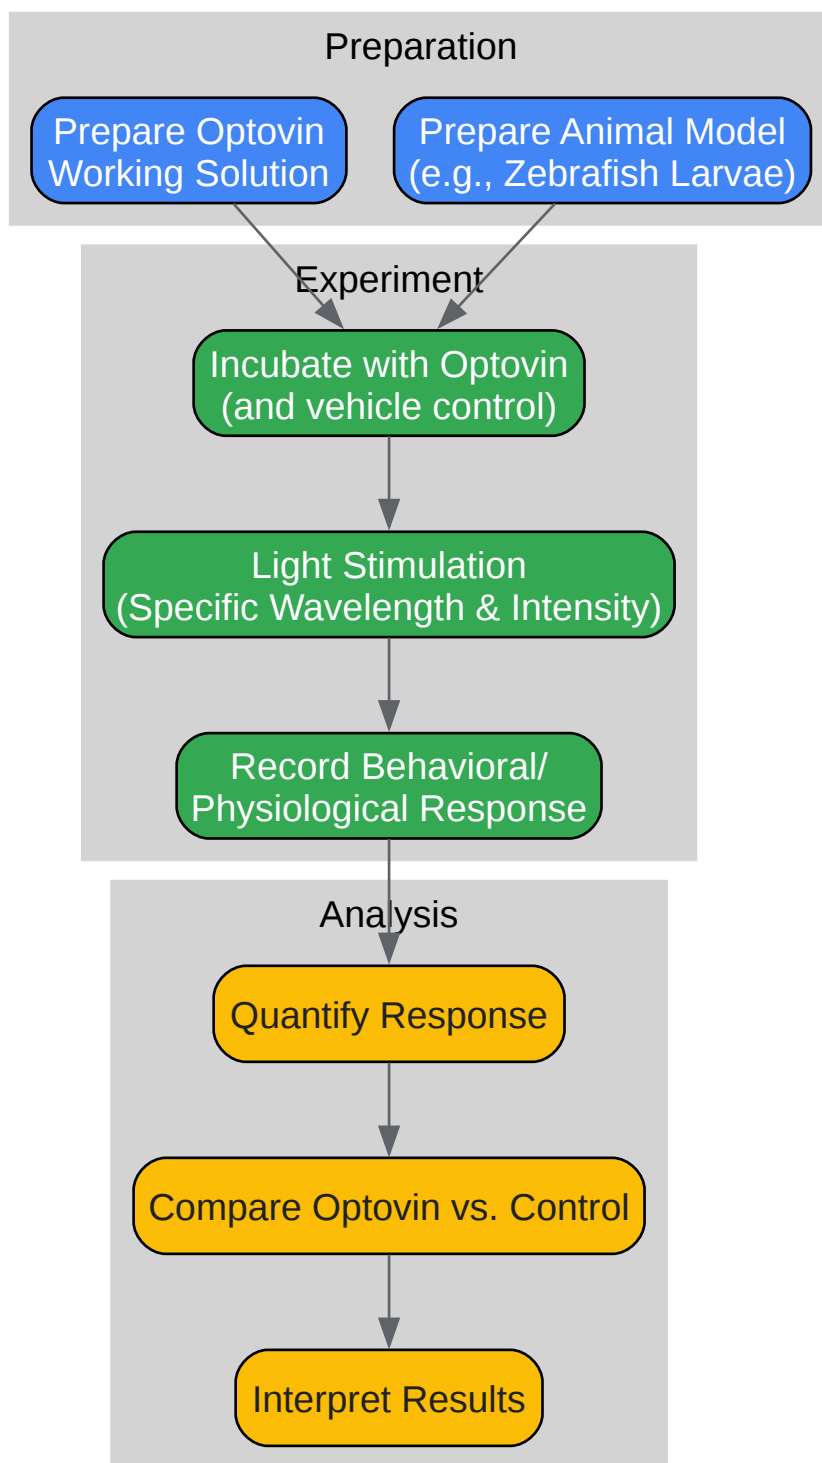 Preparation
Prepare Optovin
Working Solution
Prepare Animal Model
(e.g., Zebrafish Larvae)
Experiment
Incubate with Optovin
(and vehicle control)
Light Stimulation
(Specific Wavelength & Intensity)
Record Behavioral/
Physiological Response
Analysis
Quantify Response
Compare Optovin vs. Control
Interpret Results